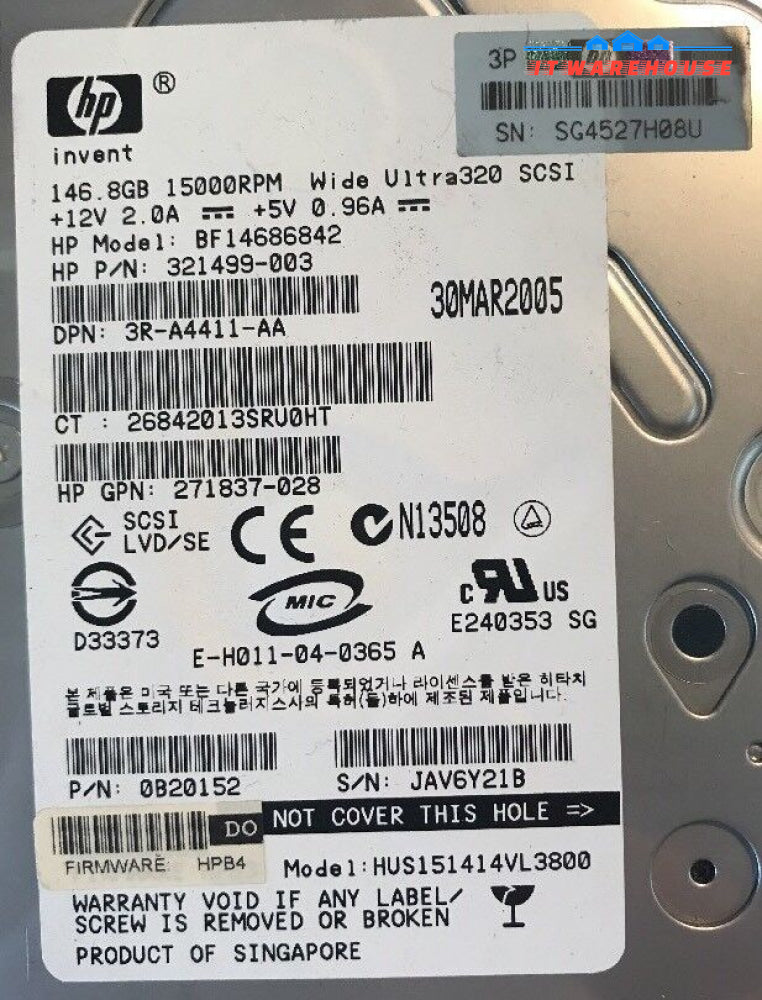 3P
JTWAREHOUSE
SN: SG4527H08U
hp ®
invent
146.8GB 15000RPM Wide Ultra320 SCSI
+12V 2.0A +5V 0.96A
HP Model: BF14686842
HP P/N: 321499-003
30MAR2005
DPN: 3R-A4411-AA
CT : 26842013SRU0HT
HP GPN: 271837-028
SCSI
LVD/SE
CE
N13508
D33373
MIC
E-H011-04-0365 A
c RU US
E240353 SG
본 제품은 미국 또는 다른 국가에 등록되었거나 라이센스를 받은 히타치
글로벌 스토리지 테크놀러지스사의 특허(들)하에 제조된 제품입니다.
P/N: 0B20152
S/N: JAV6Y21B
DO NOT COVER THIS HOLE =>
FIRMWARE: HPB4
Model:HUS151414VL3800
WARRANTY VOID IF ANY LABEL/
SCREW IS REMOVED OR BROKEN
PRODUCT OF SINGAPORE